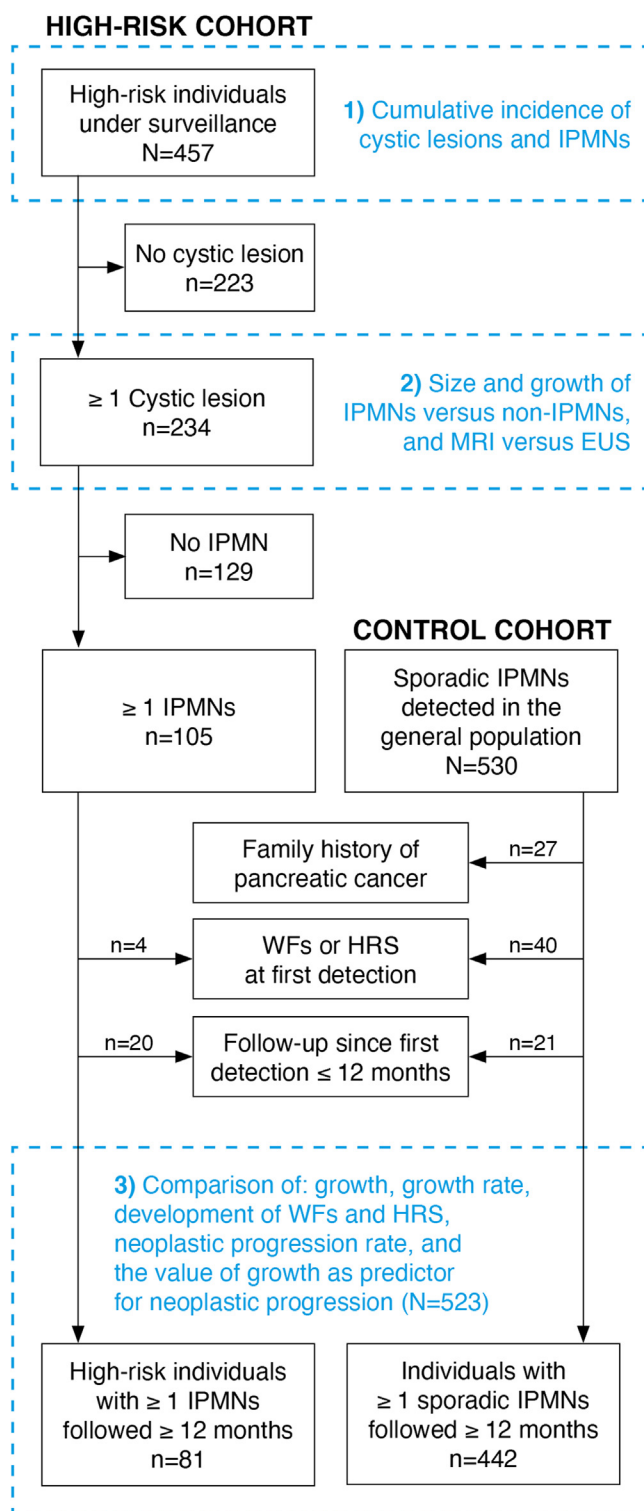 HIGH-RISK COHORT
High-risk individuals
under surveillance
N=457
1) Cumulative incidence of
cystic lesions and IPMNs
No cystic lesion
n=223
≥ 1 Cystic lesion
n=234
2) Size and growth of
IPMNs versus non-IPMNs,
and MRI versus EUS
No IPMN
n=129
≥ 1 IPMNs
n=105
CONTROL COHORT
Sporadic IPMNs
detected in the
general population
N=530
Family history of
pancreatic cancer
n=27
n=4
WFs or HRS
at first detection
n=40
n=20
Follow-up since first
detection ≤ 12 months
n=21
3) Comparison of: growth, growth rate,
development of WFs and HRS,
neoplastic progression rate, and
the value of growth as predictor
for neoplastic progression (N=523)
High-risk individuals
with ≥ 1 IPMNs
followed ≥ 12 months
n=81
Individuals with
≥ 1 sporadic IPMNs
followed ≥ 12 months
n=442